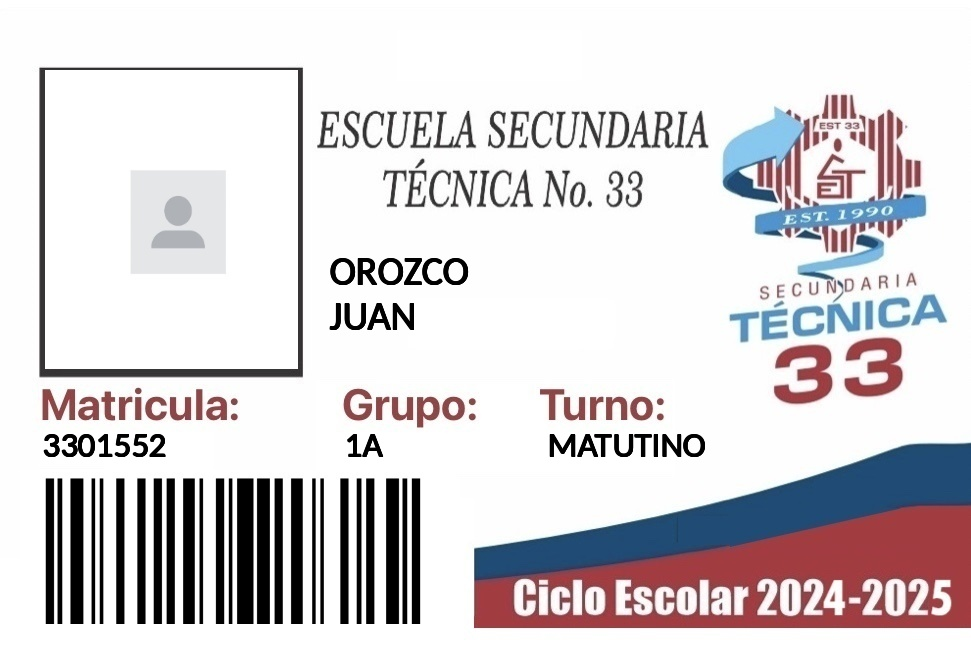 ESCUELA SECUNDARIA
TÉCNICA No. 33
EST 33
EST. 1990
SECUNDARIA
TÉCNICA
33
OROZCO
JUAN
Matricula: Grupo: Turno:
3301552 1A MATUTINO
Ciclo Escolar 2024-2025